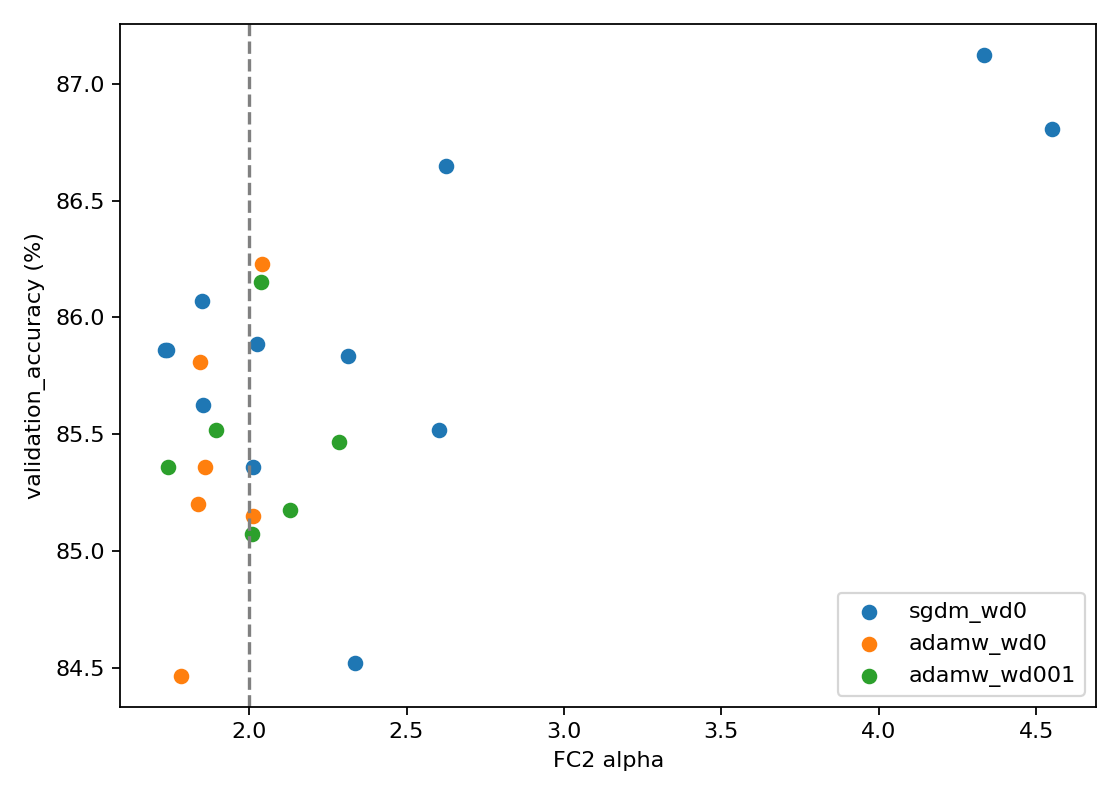 validation_accuracy (%)
87.0
86.5
86.0
85.5
85.0
84.5
2.0 2.5 3.0 3.5 4.0 4.5
FC2 alpha
sgdm_wd0
adamw_wd0
adamw_wd001